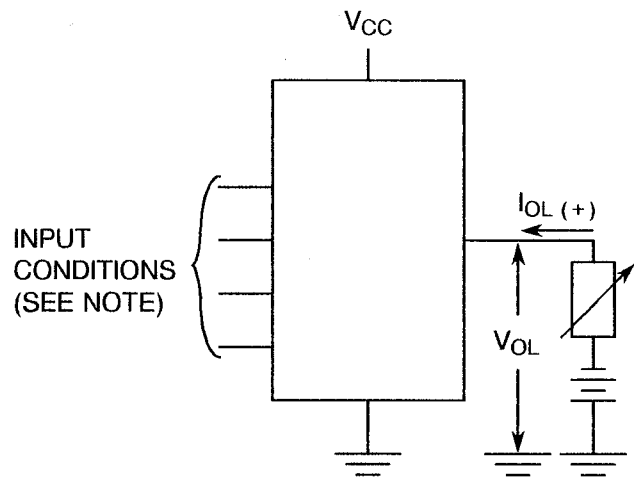 VCC
IOL (+)
INPUT
CONDITIONS
(SEE NOTE)
VOL